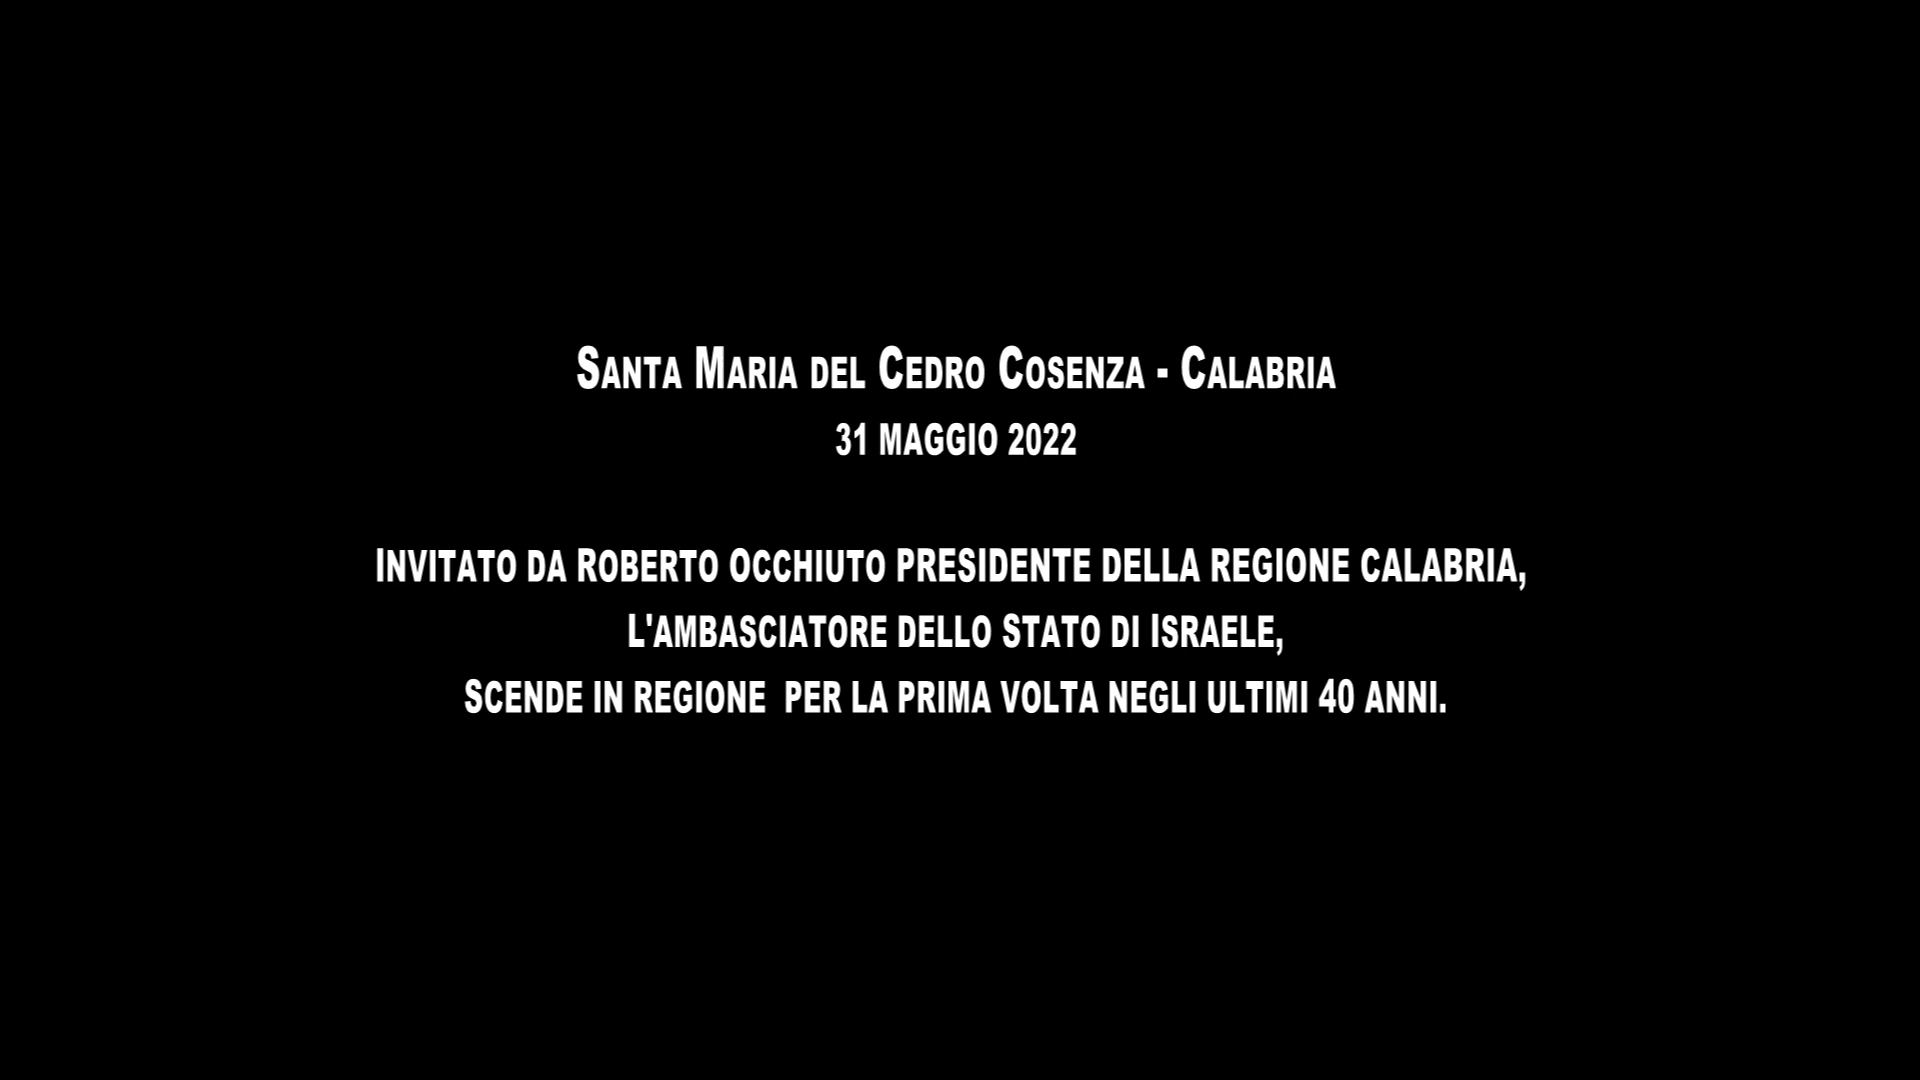 Santa Maria del Cedro Cosenza - Calabria
31 MAGGIO 2022
Invitato da Roberto Occhiuto PRESIDENTE DELLA REGIONE CALABRIA,
L'ambasciatore dello Stato di Israele,
Scende in regione  per la prima volta negli ultimi 40 anni.